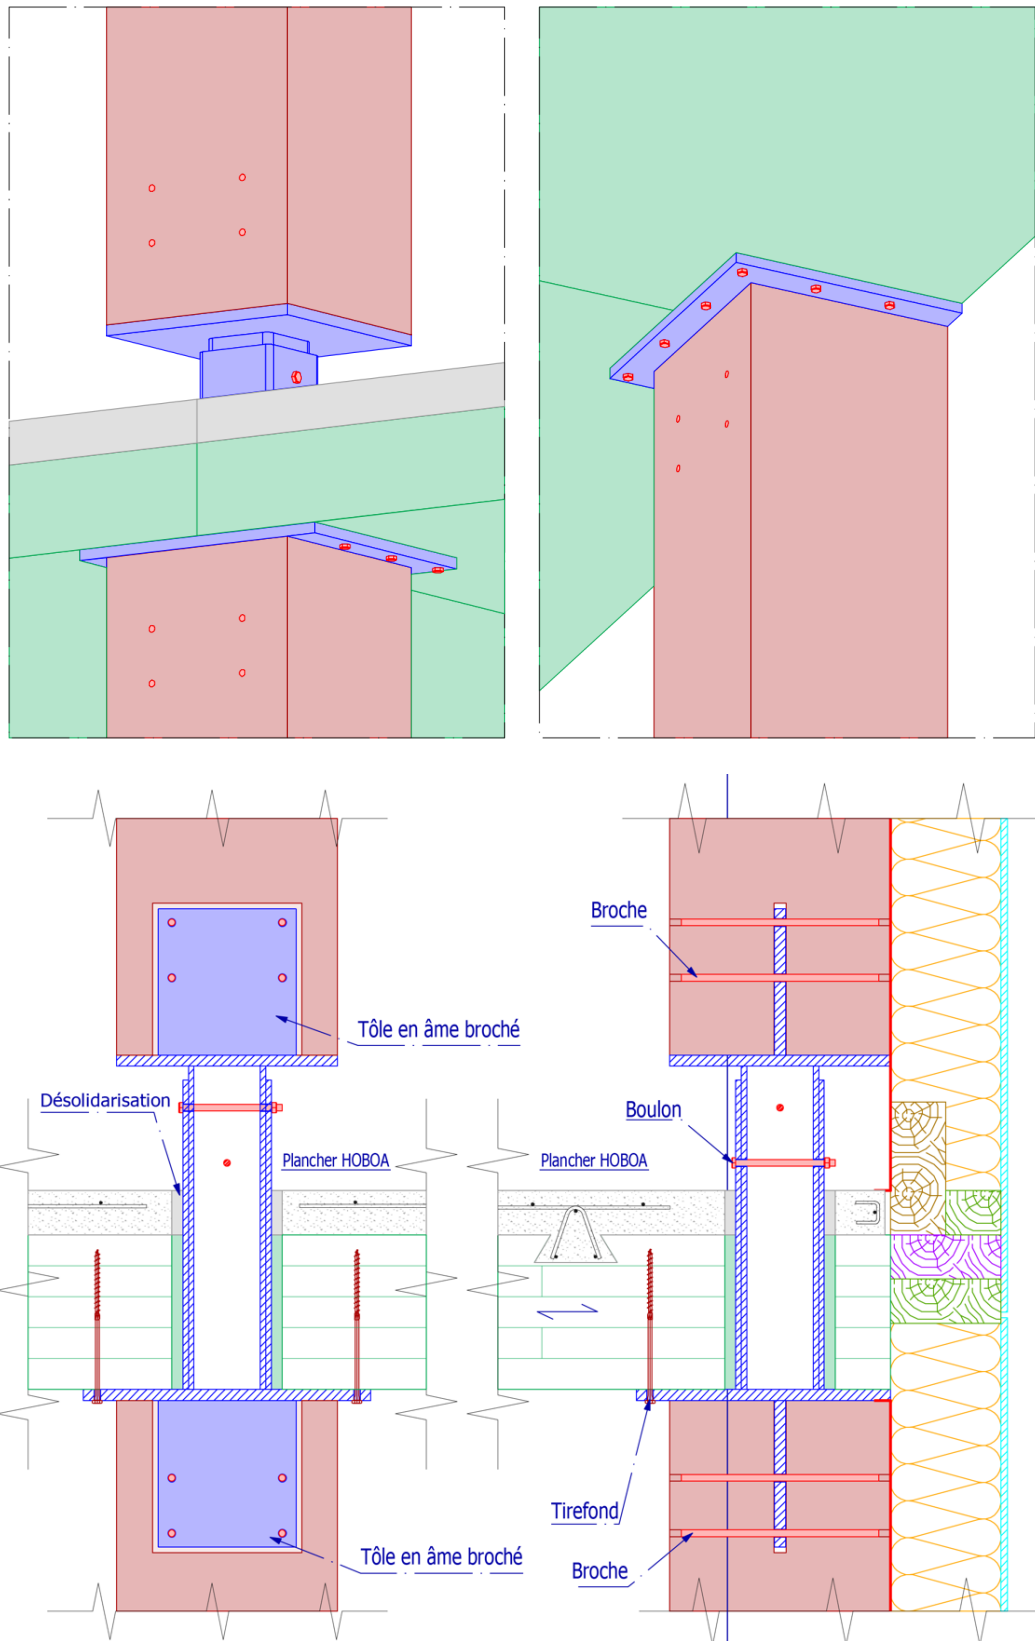 Broche
Tôle en âme broché
Désolidarisation
Boulon
Plancher HOBOA
Plancher HOBOA
Tirefond
Tôle en âme broché
Broche